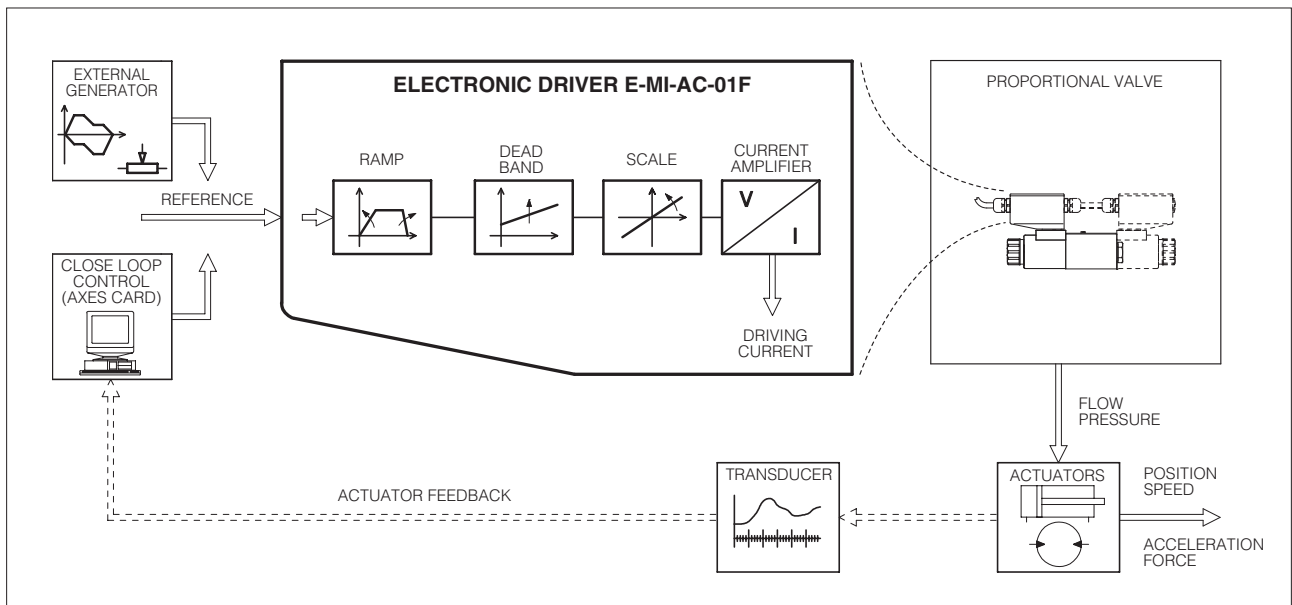 EXTERNAL
GENERATOR
REFERENCE
CLOSE LOOP
CONTROL
(AXES CARD)
ELECTRONIC DRIVER E-MI-AC-01F
RAMP
DEAD
BAND
SCALE
CURRENT
AMPLIFIER
V
I
DRIVING
CURRENT
PROPORTIONAL VALVE
FLOW
PRESSURE
ACTUATORS
POSITION
SPEED
ACCELERATION
FORCE
TRANSDUCER
ACTUATOR FEEDBACK